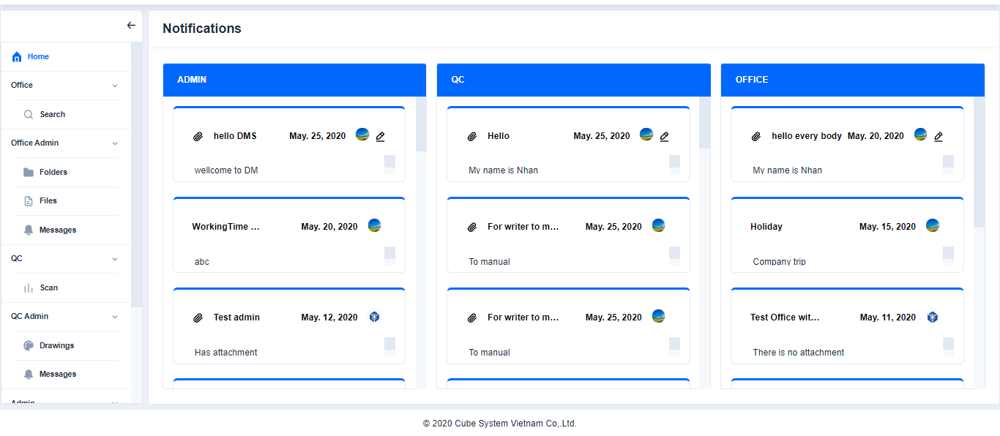 Notifications
Home
Office
Search
Office Admin
Folders
Files
Messages
QC
Scan
QC Admin
Drawings
Messages
Admin
ADMIN
hello DMS May. 25, 2020
wellcome to DM
WorkingTime ... May. 20, 2020
abc
Test admin May. 12, 2020
Has attachment
QC
Hello May. 25, 2020
My name is Nhan
For writer to m... May. 25, 2020
To manual
For writer to m... May. 25, 2020
To manual
OFFICE
hello every body May. 20, 2020
My name is Nhan
Holiday May. 15, 2020
Company trip
Test Office wit... May. 11, 2020
There is no attachment
© 2020 Cube System Vietnam Co,.Ltd.